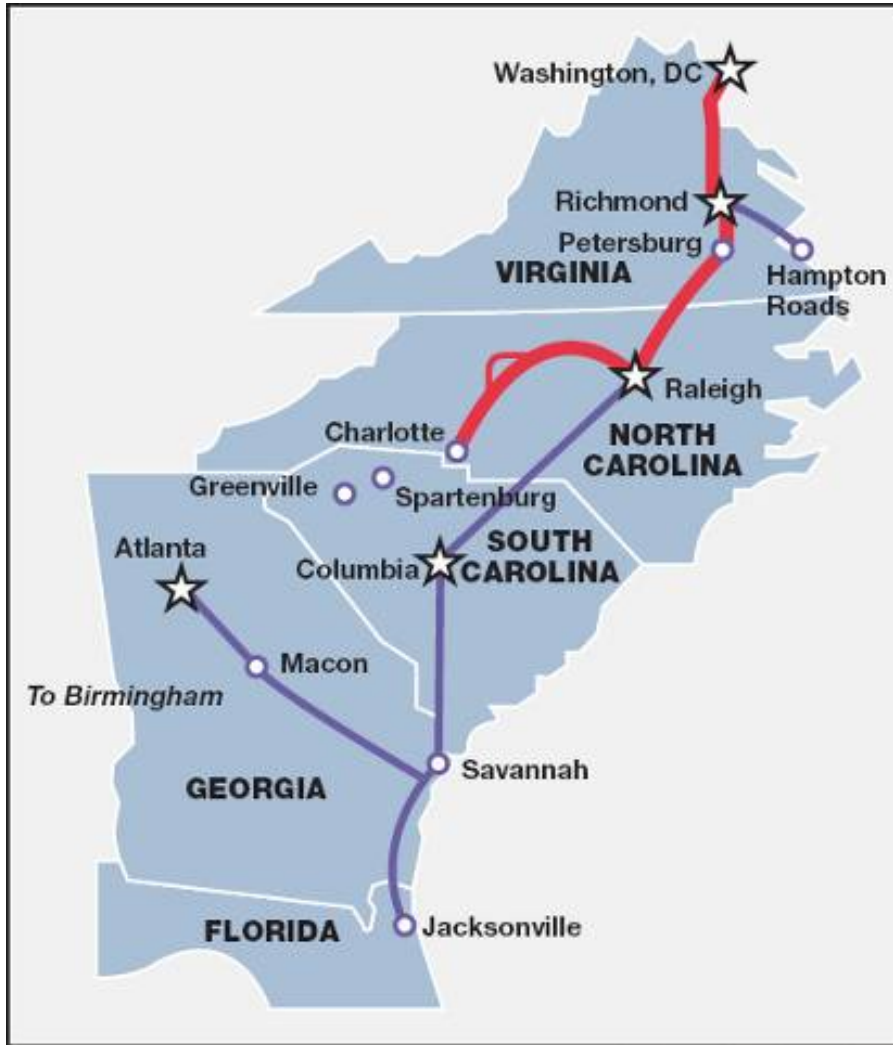 Washington, DC
Richmond
Petersburg
VIRGINIA
Hampton
Roads
Raleigh
Charlotte
NORTH
CAROLINA
Greenville
Spartenburg
Atlanta
Columbia
SOUTH
CAROLINA
Macon
To Birmingham
Savannah
GEORGIA
FLORIDA
Jacksonville